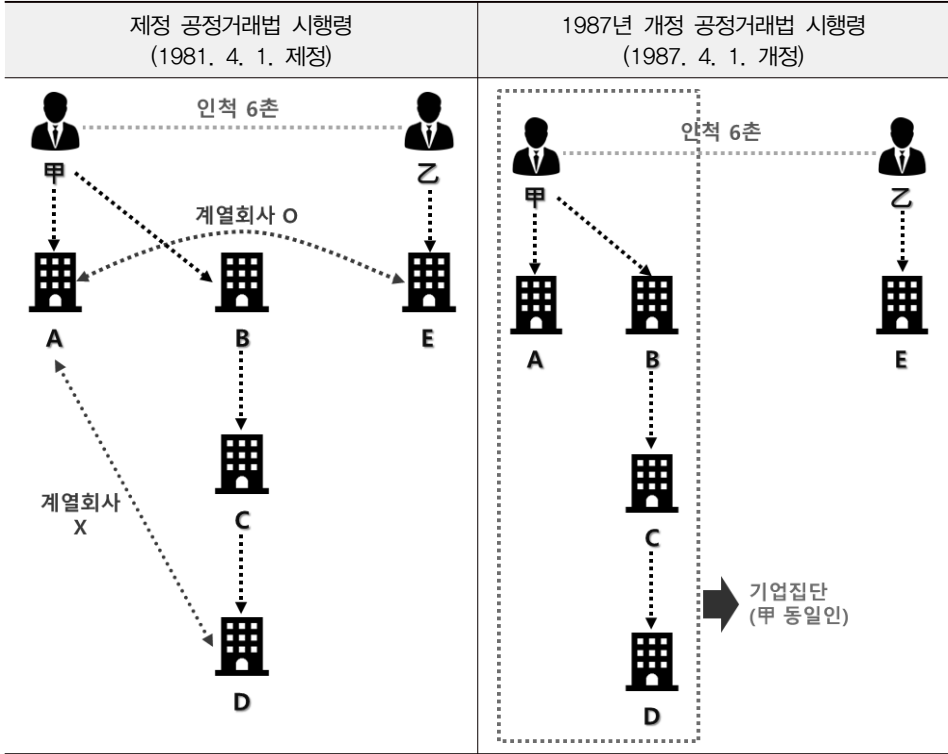 제정 공정거래법 시행령
(1981. 4. 1. 제정)
1987년 개정 공정거래법 시행령
(1987. 4. 1. 개정)
인척 6촌
甲
乙
계열회사 O
A
B
E
계열회사
X
C
D
인척 6촌
甲
乙
A
B
E
C
기업집단
(甲 동일인)
D